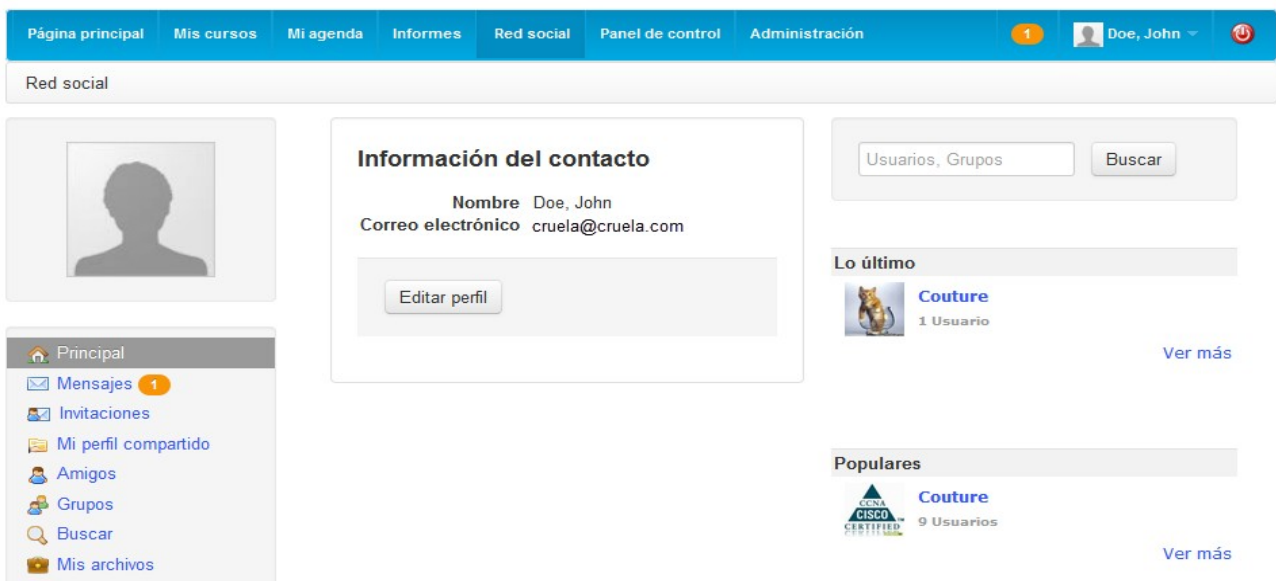 Página principal Mis cursos Mi agenda Informes Red social Panel de control Administración 1 Doe, John
Red social
Información del contacto
Nombre Doe, John
Correo electrónico cruela@cruela.com
Editar perfil
Principal
Mensajes 1
Invitaciones
Mi perfil compartido
Amigos
Grupos
Buscar
Mis archivos
Usuarios, Grupos Buscar
Lo último
Couture
1 Usuario
Ver más
Populares
CCNA
CISCO
CERTIFIED
Couture
9 Usuarios
Ver más